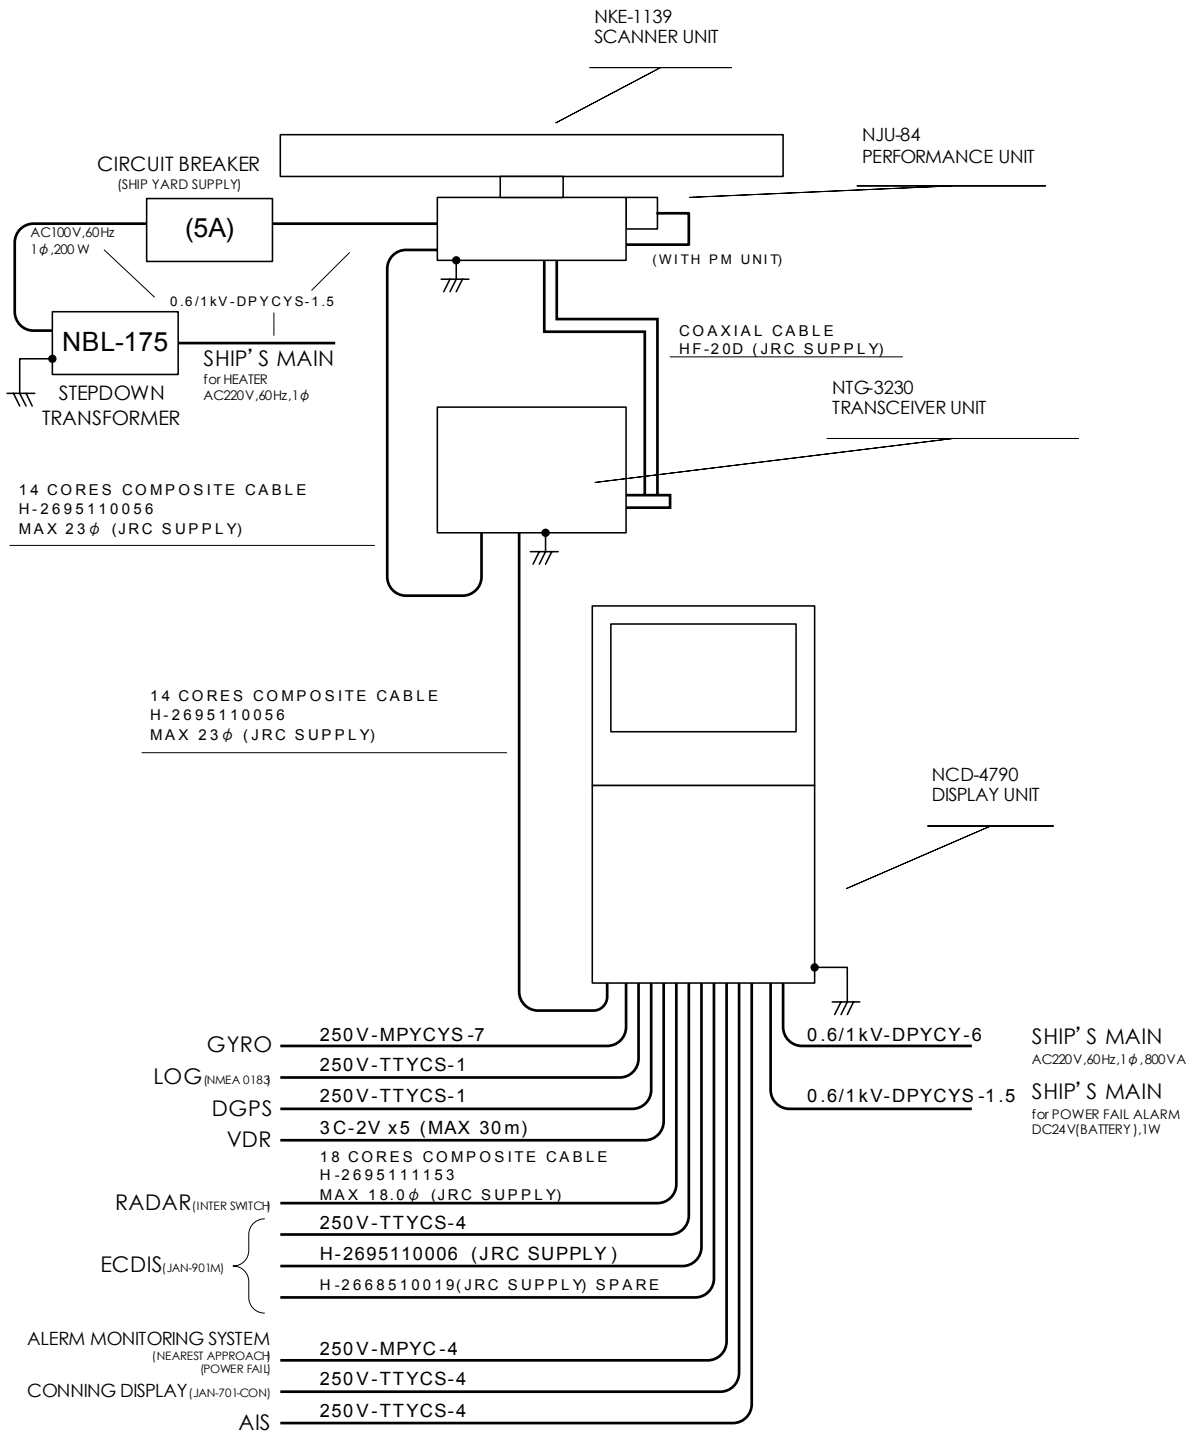 NKE-1139
SCANNER UNIT
NJU-84
PERFORMANCE UNIT
CIRCUIT BREAKER
(SHIP YARD SUPPLY)
(5A)
AC100V,60Hz
1φ,200 W
(WITH PM UNIT)
0.6/1kV-DPYCYS-1.5
NBL-175
SHIP'S MAIN
for HEATER
AC220V,60Hz,1φ
STEPDOWN
TRANSFORMER
COAXIAL CABLE
HF-20D (JRC SUPPLY)
NTG-3230
TRANSCEIVER UNIT
14 CORES COMPOSITE CABLE
H-2695110056
MAX 23φ (JRC SUPPLY)
14 CORES COMPOSITE CABLE
H-2695110056
MAX 23φ (JRC SUPPLY)
NCD-4790
DISPLAY UNIT
GYRO 250V-MPYCYS-7
LOG(NMEA 0183) 250V-TTYCS-1
DGPS 250V-TTYCS-1
VDR 3C-2V x5 (MAX 30m)
18 CORES COMPOSITE CABLE
H-2695111153
RADAR(INTER SWITCH) MAX 18.0φ (JRC SUPPLY)
250V-TTYCS-4
ECDIS(JAN-901M) H-2695110006 (JRC SUPPLY)
H-2668510019(JRC SUPPLY) SPARE
ALERM MONITORING SYSTEM
(NEAREST APPROACH)
(POWER FAIL)
250V-MPYC-4
CONNING DISPLAY(JAN-701-CON) 250V-TTYCS-4
AIS 250V-TTYCS-4
0.6/1kV-DPYCY-6 SHIP'S MAIN
AC220V,60Hz,1φ,800VA
0.6/1kV-DPYCYS-1.5 SHIP'S MAIN
for POWER FAIL ALARM
DC24V(BATTERY),1W